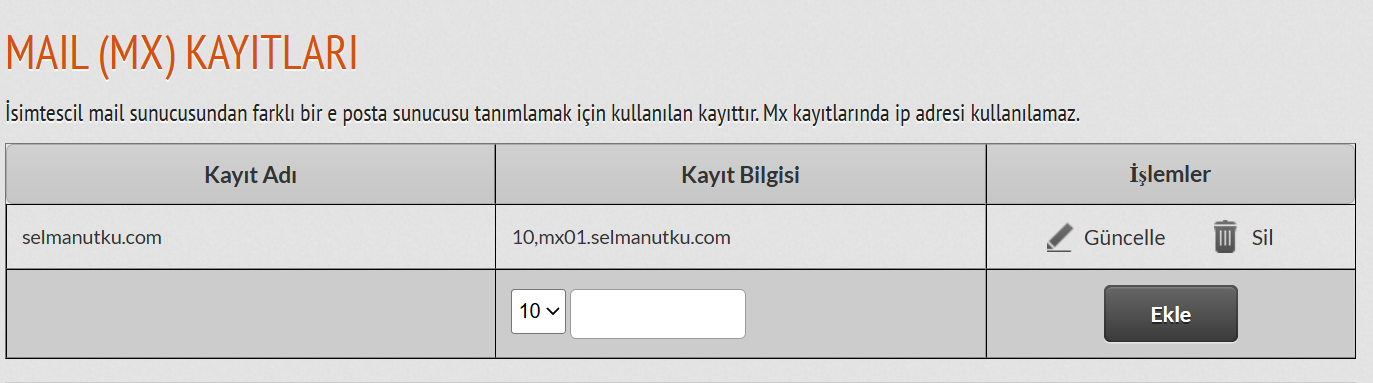 MAIL (MX) KAYITLARI
İsimtescil mail sunucusundan farklı bir e posta sunucusu tanımlamak için kullanılan kayıttır. Mx kayıtlarında ip adresi kullanılamaz.
Kayıt Adı Kayıt Bilgisi İşlemler
selmanutku.com 10,mx01.selmanutku.com Güncelle Sil
10 Ekle